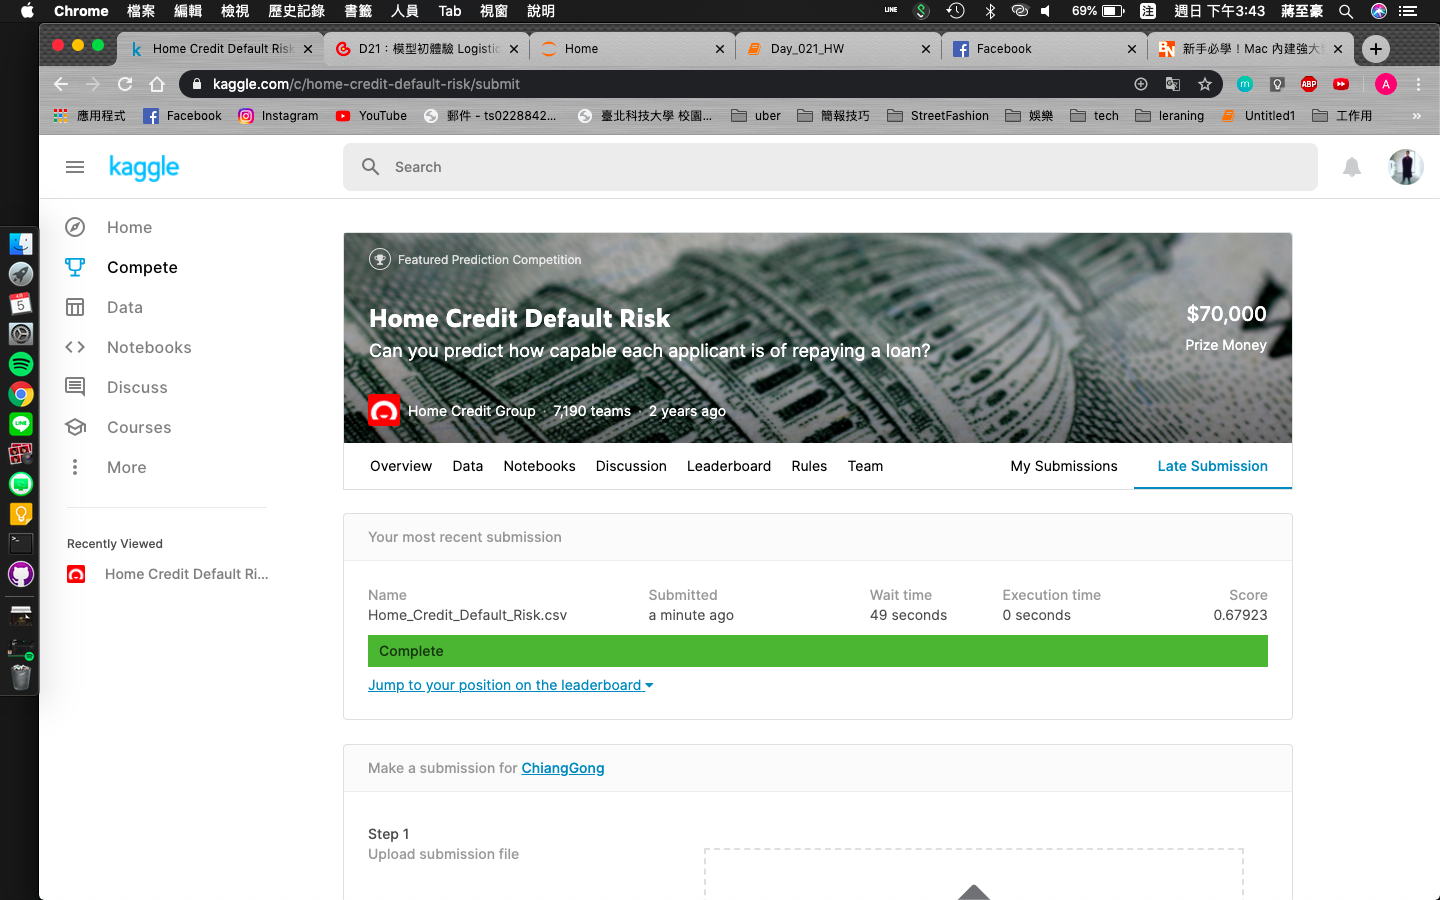 Chrome 檔案 編輯 檢視 歷史記錄 書籤 人員 Tab 視窗 說明 LINE 69% 注 週日 下午3:43 蔣至豪
Home Credit Default Risk D21：模型初體驗 Logistic Home Day_021_HW Facebook 新手必學！Mac 內建強大
kaggle.com/c/home-credit-default-risk/submit m ABP A
應用程式 Facebook Instagram YouTube 郵件 - ts0228842... 臺北科技大學 校園... uber 簡報技巧 StreetFashion 娛樂 tech leraning Untitled1 工作用 »
kaggle Search
Home
Compete
Data
Notebooks
Discuss
Courses
More
Recently Viewed
Home Credit Default Ri...
Featured Prediction Competition
Home Credit Default Risk
Can you predict how capable each applicant is of repaying a loan?
$70,000
Prize Money
Home Credit Group 7,190 teams · 2 years ago
Overview Data Notebooks Discussion Leaderboard Rules Team My Submissions Late Submission
Your most recent submission
Name Submitted Wait time Execution time Score
Home_Credit_Default_Risk.csv a minute ago 49 seconds 0 seconds 0.67923
Complete
Jump to your position on the leaderboard
Make a submission for ChiangGong
Step 1
Upload submission file